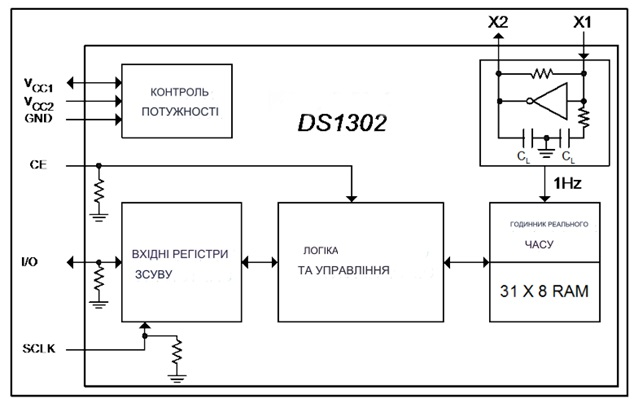 X2 X1
VCC1
VCC2
GND
КОНТРОЛЬ
ПОТУЖНОСТІ
DS1302
CL CL
CE
1Hz
I/O
ВХІДНІ РЕГІСТРИ
ЗСУВУ
ЛОГІКА
ТА УПРАВЛІННЯ
ГОДИННИК РЕАЛЬНОГО
ЧАСУ
31 X 8 RAM
SCLK